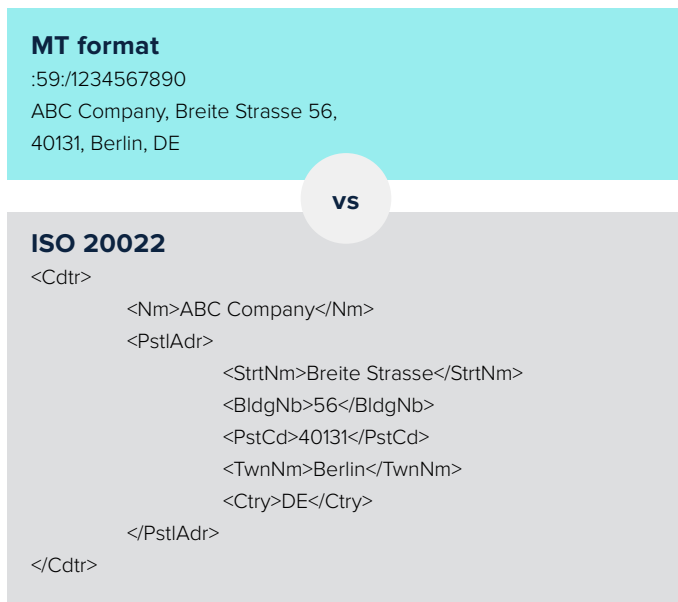 MT format
:59:/1234567890
ABC Company, Breite Strasse 56,
40131, Berlin, DE
vs
ISO 20022
<Cdtr>
<Nm>ABC Company</Nm>
<PstlAdr>
<StrtNm>Breite Strasse</StrtNm>
<BldgNb>56</BldgNb>
<PstCd>40131</PstCd>
<TwnNm>Berlin</TwnNm>
<Ctry>DE</Ctry>
</PstlAdr>
</Cdtr>